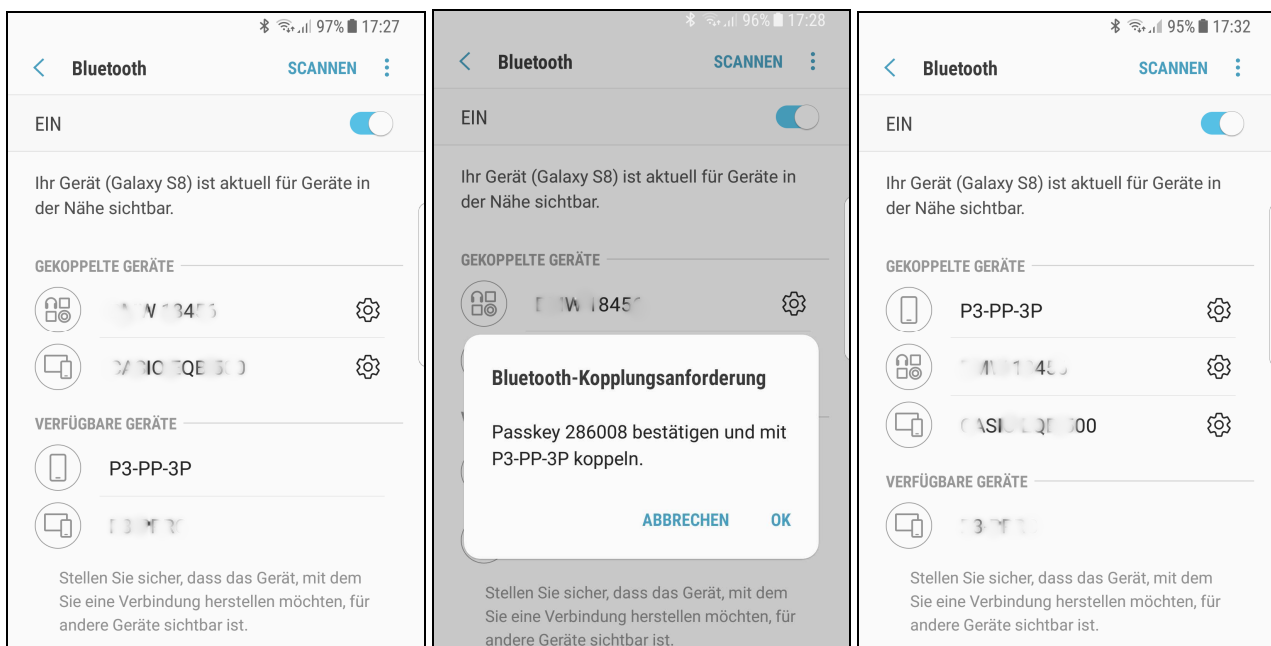 97% 17:27
Bluetooth SCANNEN
EIN
Ihr Gerät (Galaxy S8) ist aktuell für Geräte in
der Nähe sichtbar.
GEKOPPELTE GERÄTE
VERFÜGBARE GERÄTE
P3-PP-3P
Stellen Sie sicher, dass das Gerät, mit dem
Sie eine Verbindung herstellen möchten, für
andere Geräte sichtbar ist.
96% 17:28
Bluetooth SCANNEN
EIN
Ihr Gerät (Galaxy S8) ist aktuell für Geräte in
der Nähe sichtbar.
GEKOPPELTE GERÄTE
Bluetooth-Kopplungsanforderung
Passkey 286008 bestätigen und mit
P3-PP-3P koppeln.
ABBRECHEN OK
Stellen Sie sicher, dass das Gerät, mit dem
Sie eine Verbindung herstellen möchten, für
andere Geräte sichtbar ist.
95% 17:32
Bluetooth SCANNEN
EIN
Ihr Gerät (Galaxy S8) ist aktuell für Geräte in
der Nähe sichtbar.
GEKOPPELTE GERÄTE
P3-PP-3P
VERFÜGBARE GERÄTE
Stellen Sie sicher, dass das Gerät, mit dem
Sie eine Verbindung herstellen möchten, für
andere Geräte sichtbar ist.